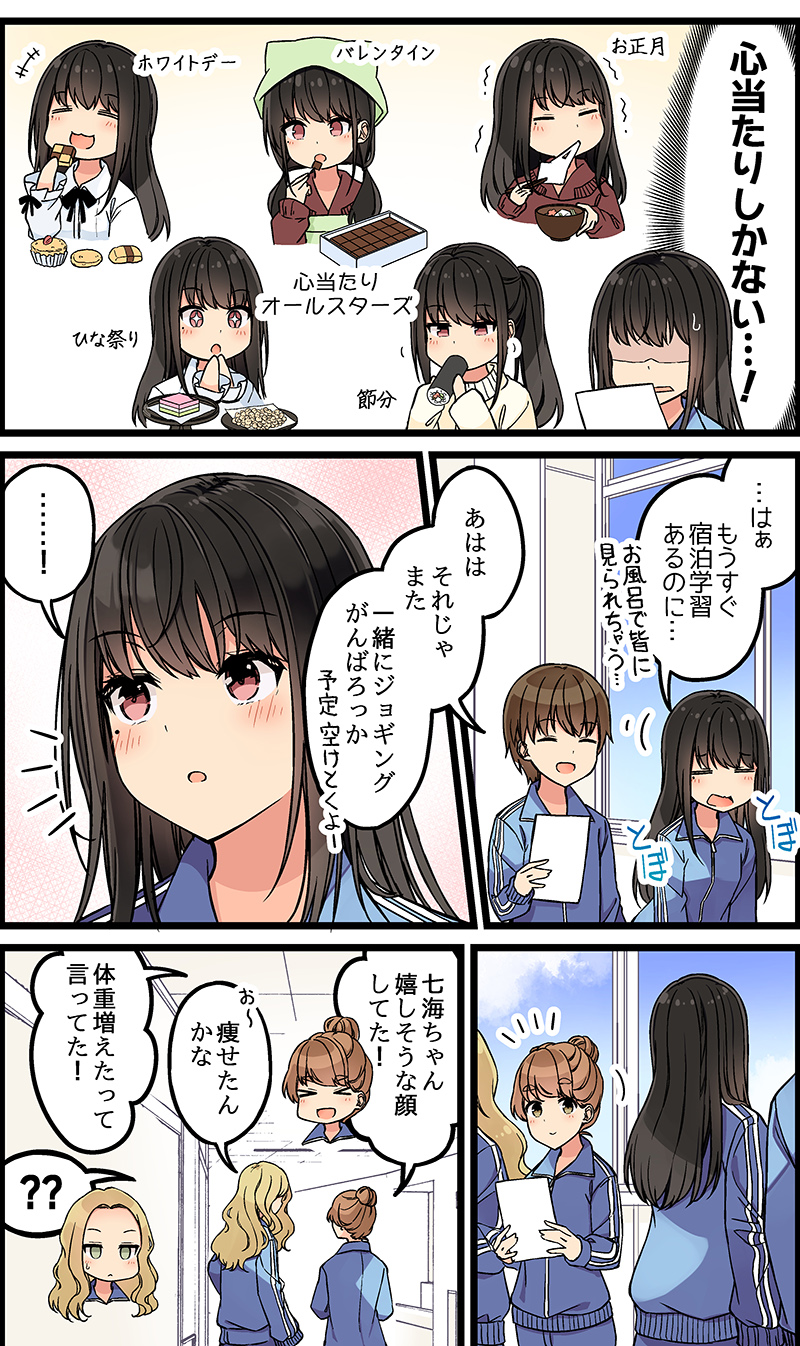 心当たりしかない…！
お正月
バレンタイン
ホワイトデー
心当たり
オールスターズ
節分
ひな祭り
…はぁ
もうすぐ
宿泊学習
あるのに…
お風呂で皆に
見られちゃう…
とぼ
とぼ
あはは
それじゃ
また
一緒にジョギング
がんばろっか
予定空けとくよー
……！
七海ちゃん
嬉しそうな顔
してた！
お〜
痩せたん
かな
体重増えたって
言ってた！
??